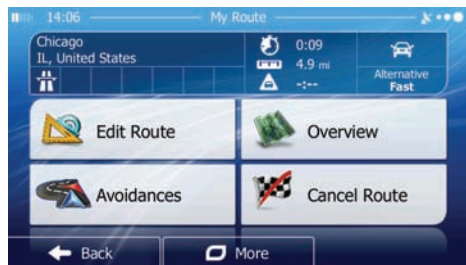 14:06 My Route
Chicago
IL, United States
0:09
4.9 mi
-:--
Alternative
Fast
Edit Route
Overview
Avoidances
Cancel Route
Back
More